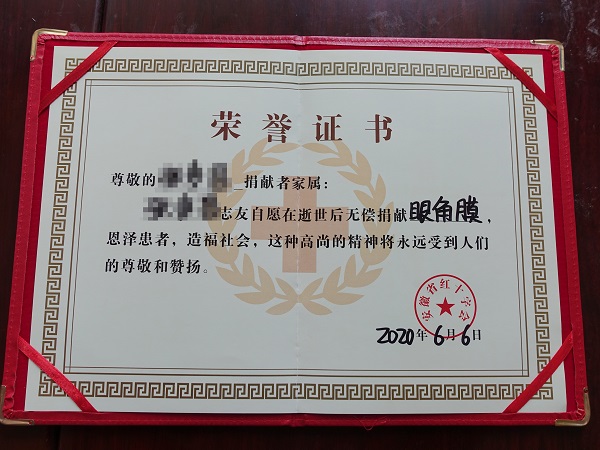 荣誉证书
尊敬的 捐献者家属：
志友自愿在逝世后无偿捐献眼角膜，
恩泽患者，造福社会，这种高尚的精神将永远受到人们
的尊敬和赞扬。
安徽省红十字会
2020年6月6日